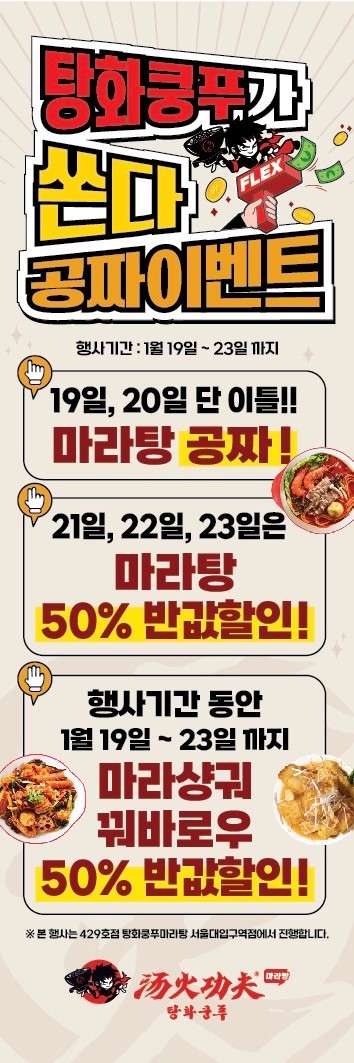 탕화쿵푸가
쏜다
FLEX
공짜이벤트
행사기간 : 1월 19일 ~ 23일 까지
19일, 20일 단 이틀!!
마라탕 공짜!
21일, 22일, 23일은
마라탕
50% 반값할인!
행사기간 동안
1월 19일 ~ 23일 까지
마라샹궈
꿔바로우
50% 반값할인!
※ 본 행사는 429호점 탕화쿵푸마라탕 서울대입구역점에서 진행합니다.
汤火功夫® 마라탕
탕화쿵푸